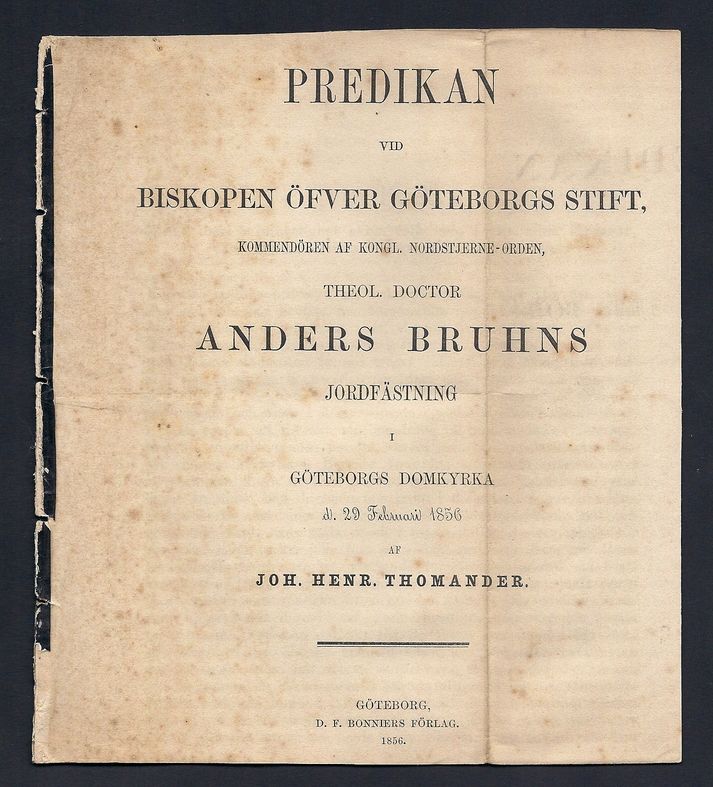 PREDIKAN
VID
BISKOPEN ÖFVER GÖTEBORGS STIFT,
KOMMENDÖREN AF KONGL. NORDSTJERNE-ORDEN,
THEOL. DOCTOR
ANDERS BRUHNS
JORDFÄSTNING
I
GÖTEBORGS DOMKYRKA
d. 29 Februari 1856
AF
JOH. HENR. THOMANDER.
GÖTEBORG,
D. F. BONNIERS FÖRLAG.
1856.